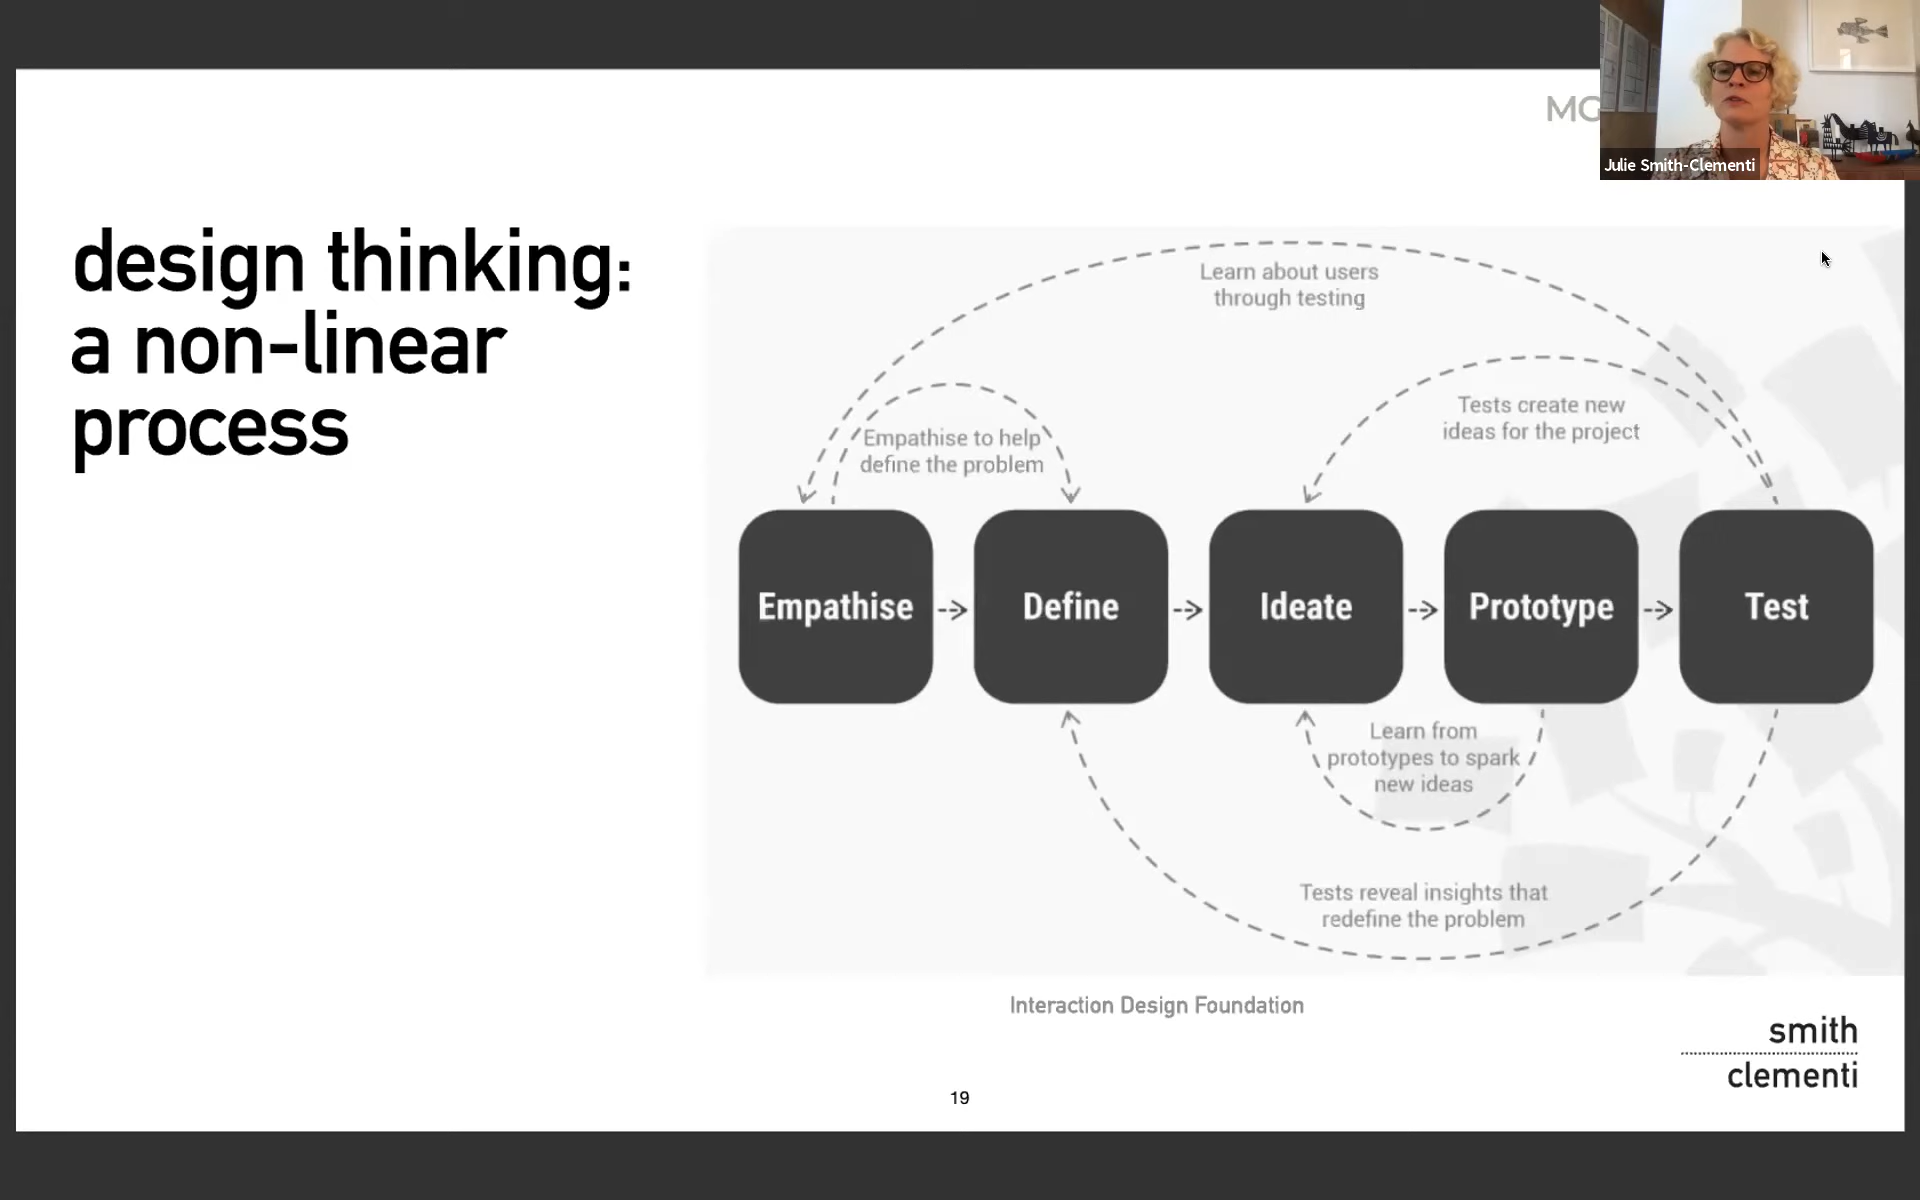 MG
Julie Smith-Clementi
design thinking:
a non-linear
process
Learn about users
through testing
Tests create new
ideas for the project
Empathise to help
define the problem
Empathise
Define
Ideate
Prototype
Test
Learn from
prototypes to spark
new ideas
Tests reveal insights that
redefine the problem
Interaction Design Foundation
smith
clementi
19